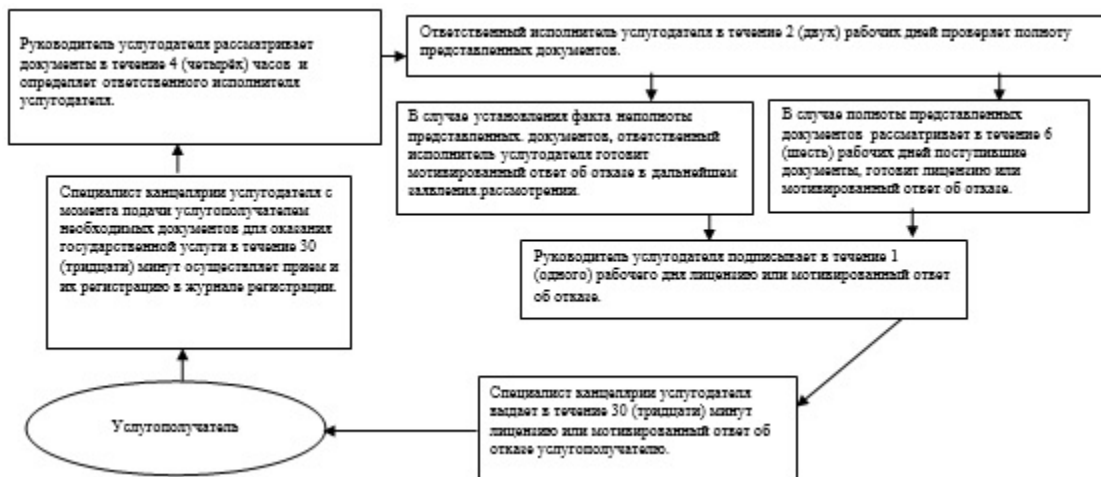 Руководитель услугодателя рассматривает
документы в течение 4 (четырёх) часов и
определяет ответственного исполнителя
услугодателя.
Ответственный исполнитель услугодателя в течение 2 (двух) рабочих дней проверяет полноту
представленных документов.
В случае установления факта неполноты
представленных. документов, ответственный
исполнитель услугодателя готовит
мотивированный ответ об отказе в дальнейшем
заявления.рассмотрении.
В случае полноты представленных
документов рассматривает в течение 6
(шесть) рабочих дней поступившие
документы, готовит лицензию или
мотивированный ответ об отказе.
Специалист канцелярии услугодателя с
момента подачи услугополучателем
необходимых документов для оказания
государственной услуги в течение 30
(тридцати) минут осуществляет прием и
их регистрацию в журнале регистрации.
Руководитель услугодателя подписывает в течение 1
(одного) рабочего дня лицензию или мотивированный ответ
об отказе.
Специалист канцелярии услугодателя
выдает в течение 30 (тридцати) минут
лицензию или мотивированный ответ об
отказе услугополучателю.
Услугополучатель